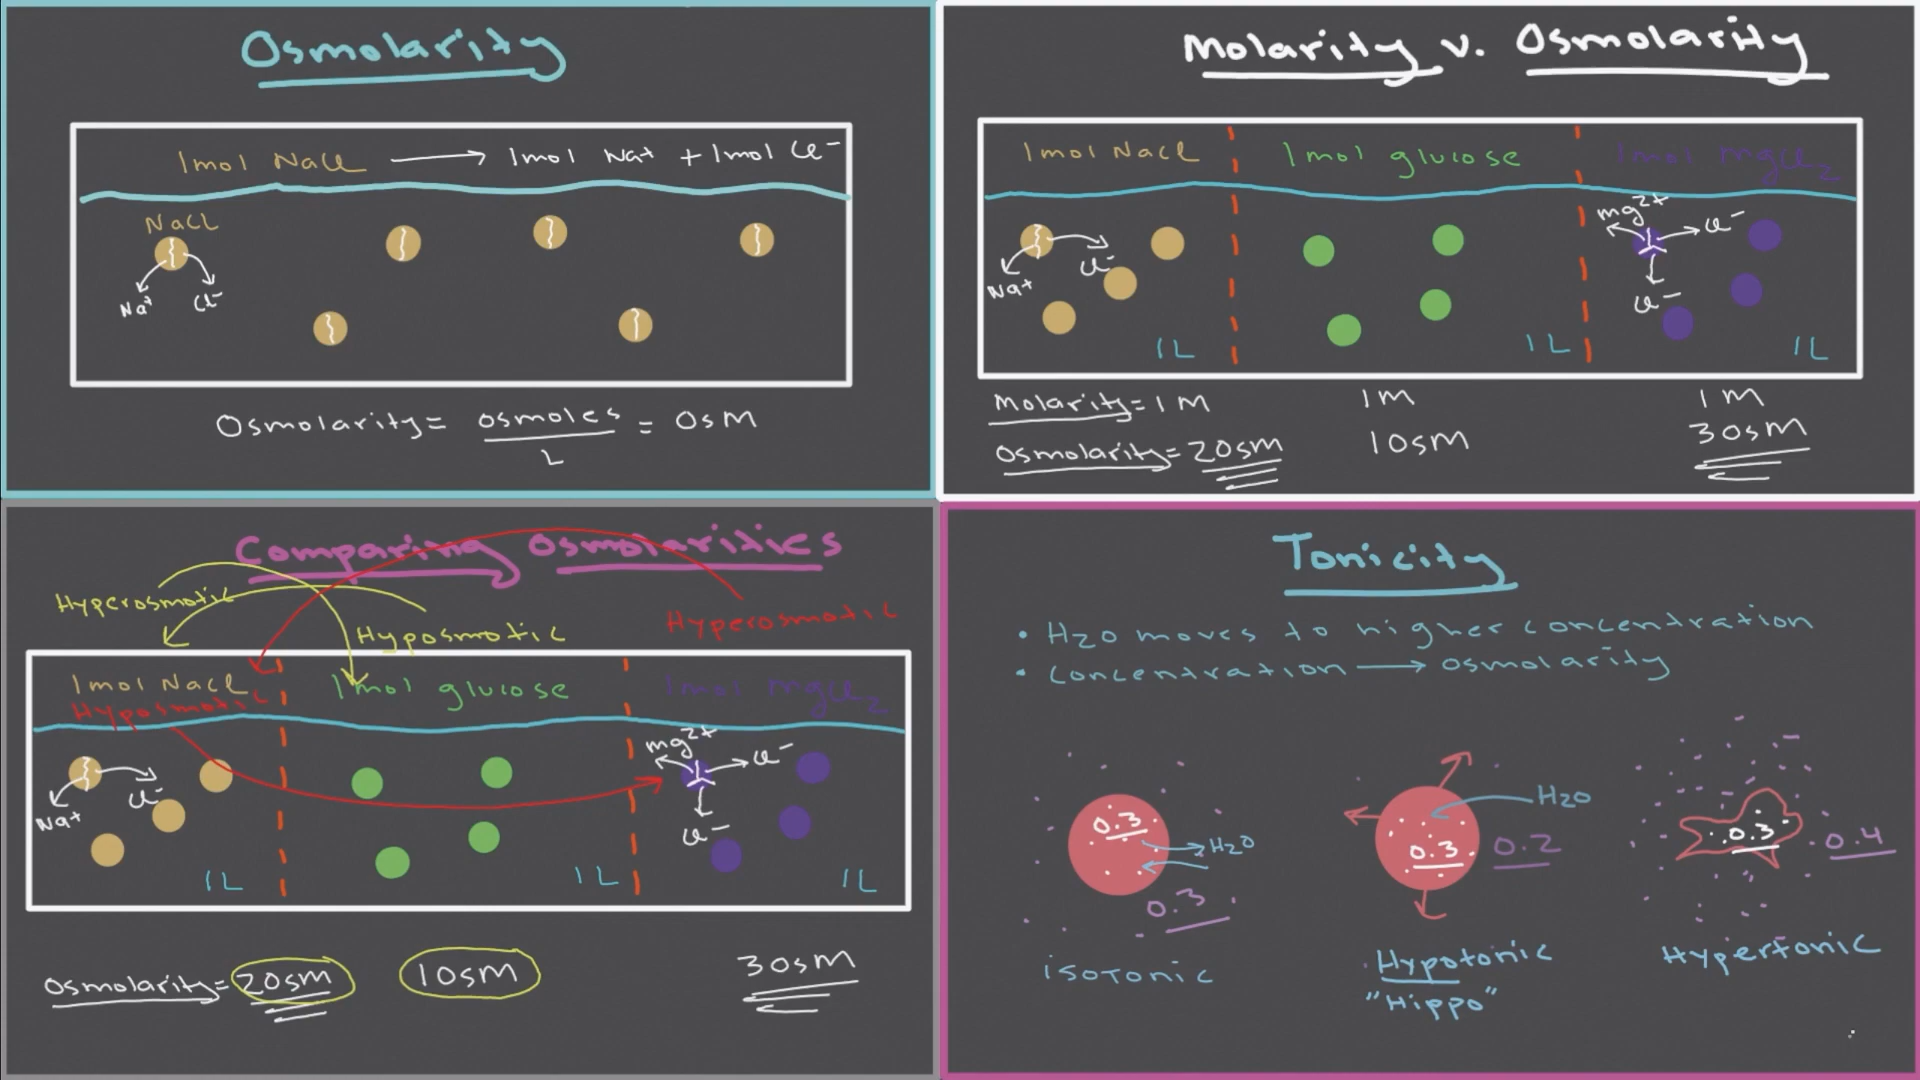 Osmolarity
1mol NaCl → 1mol Na⁺ + 1mol Cl⁻
NaCl
Na⁺ Cl⁻
Osmolarity = osmoles / L = OsM
Molarity v. Osmolarity
1mol NaCl
1mol glucose
1mol mgCl₂
Na⁺ Cl⁻
mg²⁺ Cl⁻
Cl⁻
1L
1L
1L
Molarity = 1M 1M 1M
Osmolarity = 2OsM 1OsM 3OsM
Comparing Osmolarities
Hyperosmotic
Hyposmotic
Hyperosmotic
1mol NaCl
Hyposmotic
1mol glucose
1mol mgCl₂
Na⁺ Cl⁻
mg²⁺ Cl⁻
Cl⁻
1L
1L
1L
Osmolarity = 2OsM 1OsM 3OsM
Tonicity
• H2O moves to higher concentration
• concentration → osmolarity
0.3 H2O
0.3
isotonic
H2O
0.3 0.2
Hypotonic
"Hippo"
0.3 0.4
Hypertonic